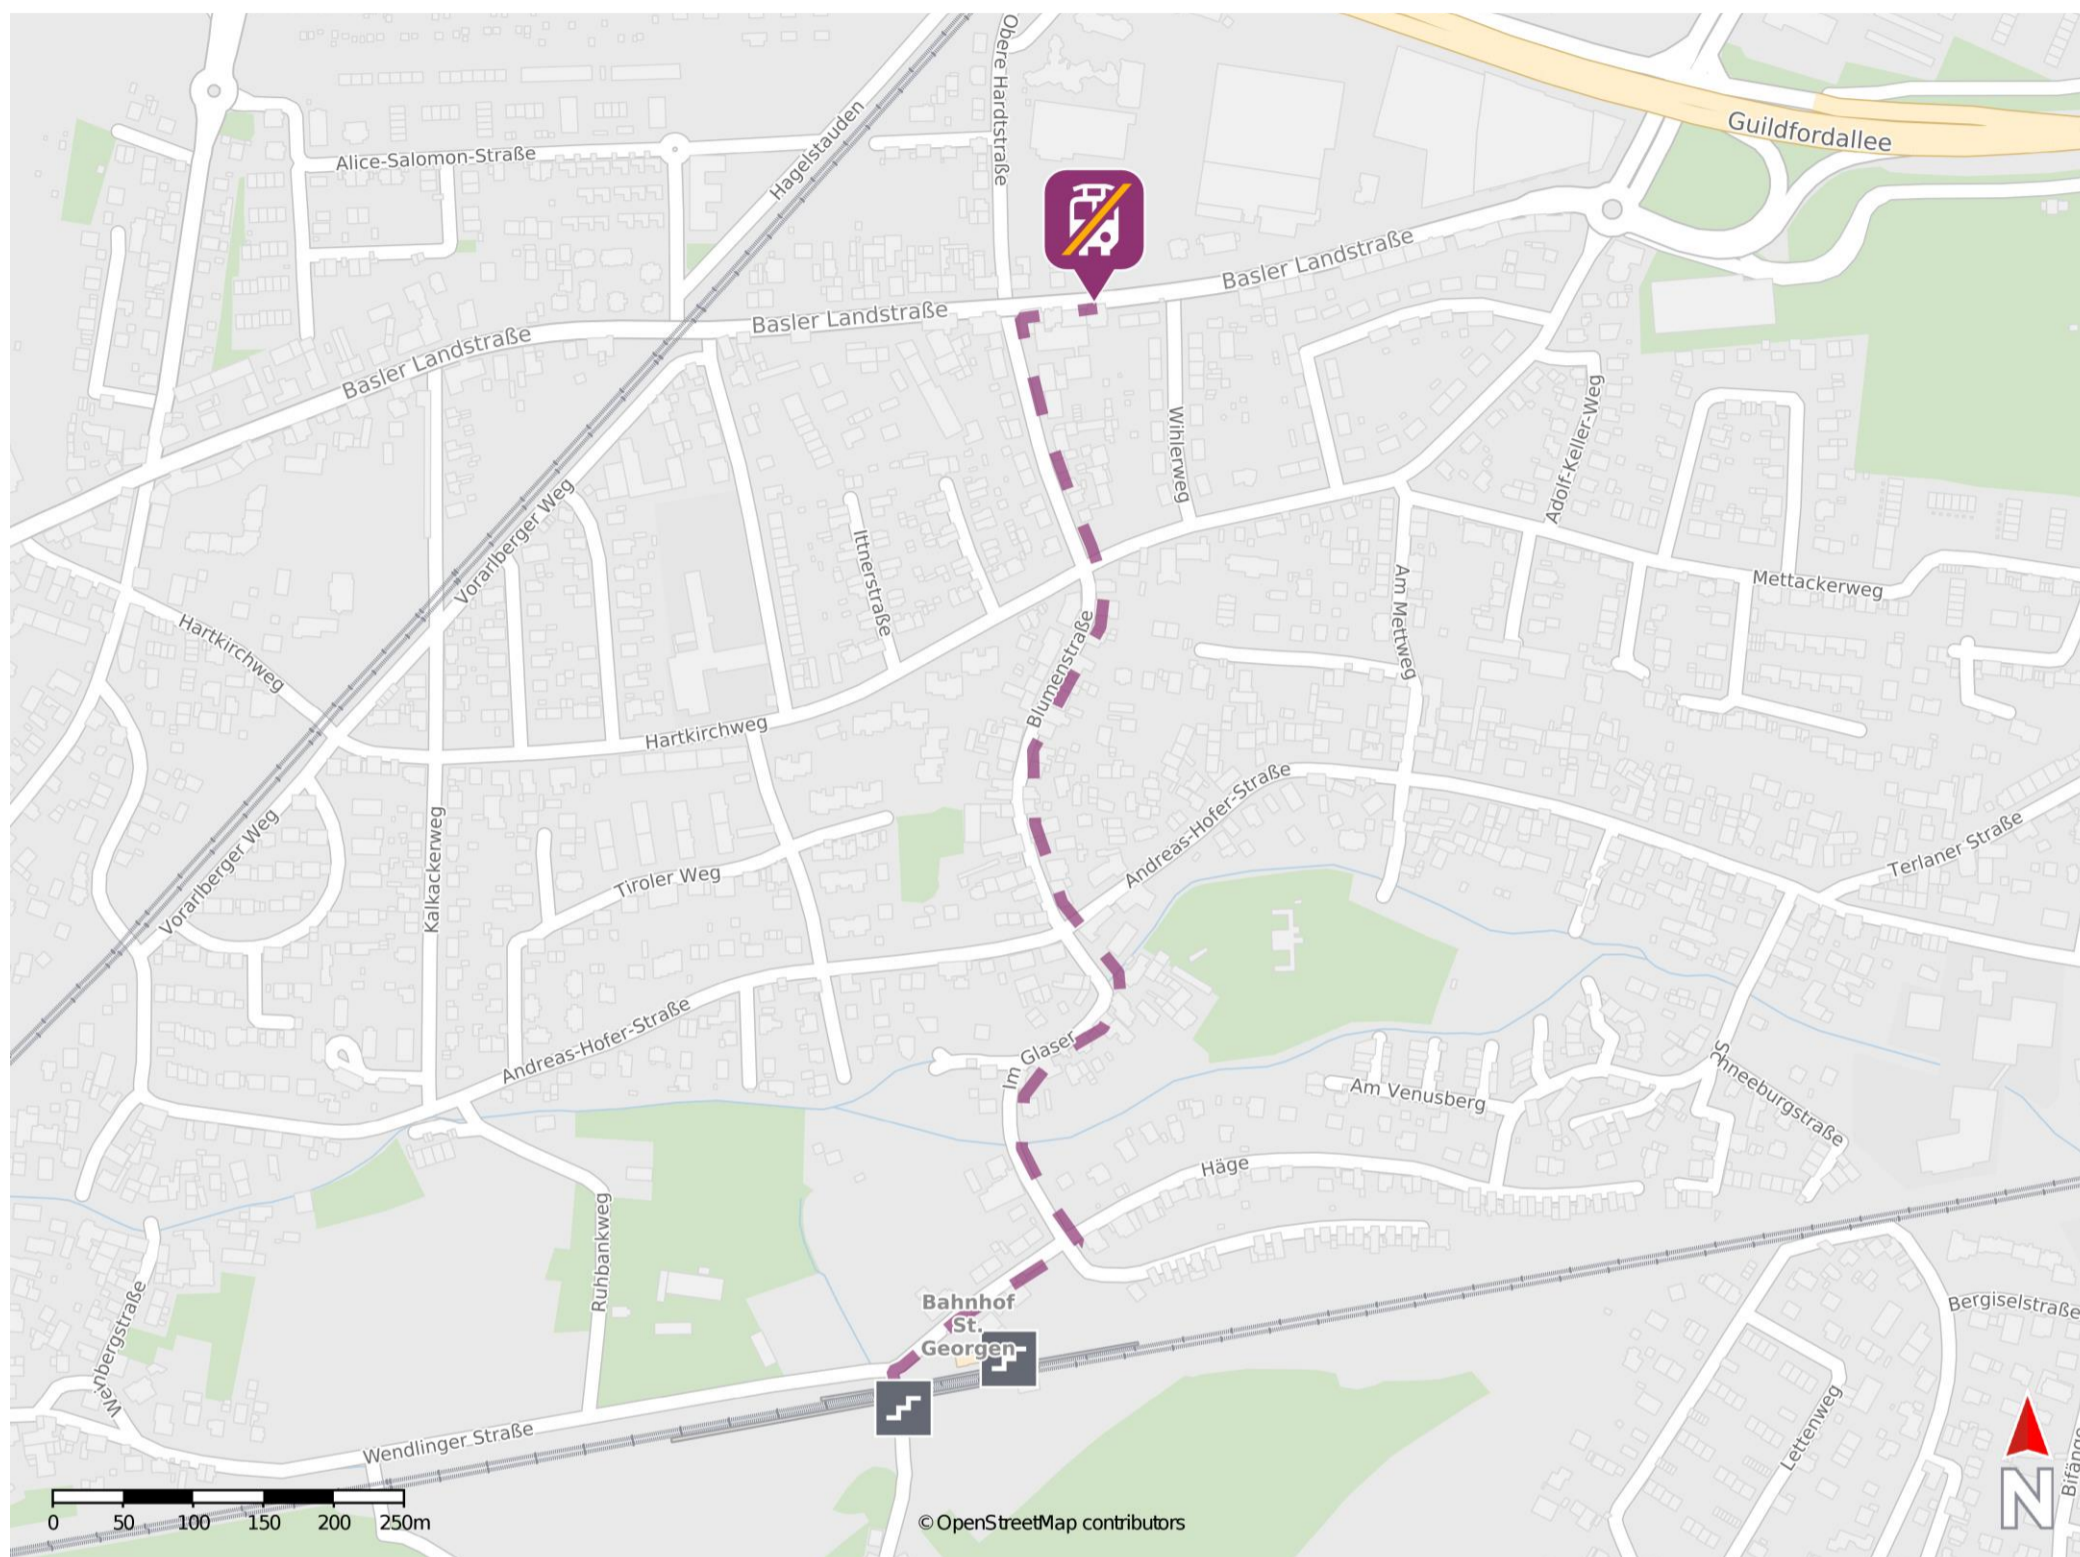 Obere Hardtstraße
Guildfordallee
Hagelstauden
Alice-Salomon-Straße
Basler Landstraße
Basler Landstraße
Basler Landstraße
Adolf-Keller-Weg
Wihlerweg
Vorarlberger Weg
Ittnerstraße
Am Mettweg
Mettackerweg
Hartkirchweg
Blumenstraße
Hartkirchweg
Andreas-Hofer-Straße
Kalkackerweg
Vorarlberger Weg
Tiroler Weg
Terlaner Straße
Andreas-Hofer-Straße
Im Glaser
Am Venusberg
Schneeburgstraße
Häge
Ruhbankweg
Weinbergstraße
Bahnhof
St.
Georgen
Bergiselstraße
Lettenweg
Wendlinger Straße
Bifänge
N
0 50 100 150 200 250m
© OpenStreetMap contributors